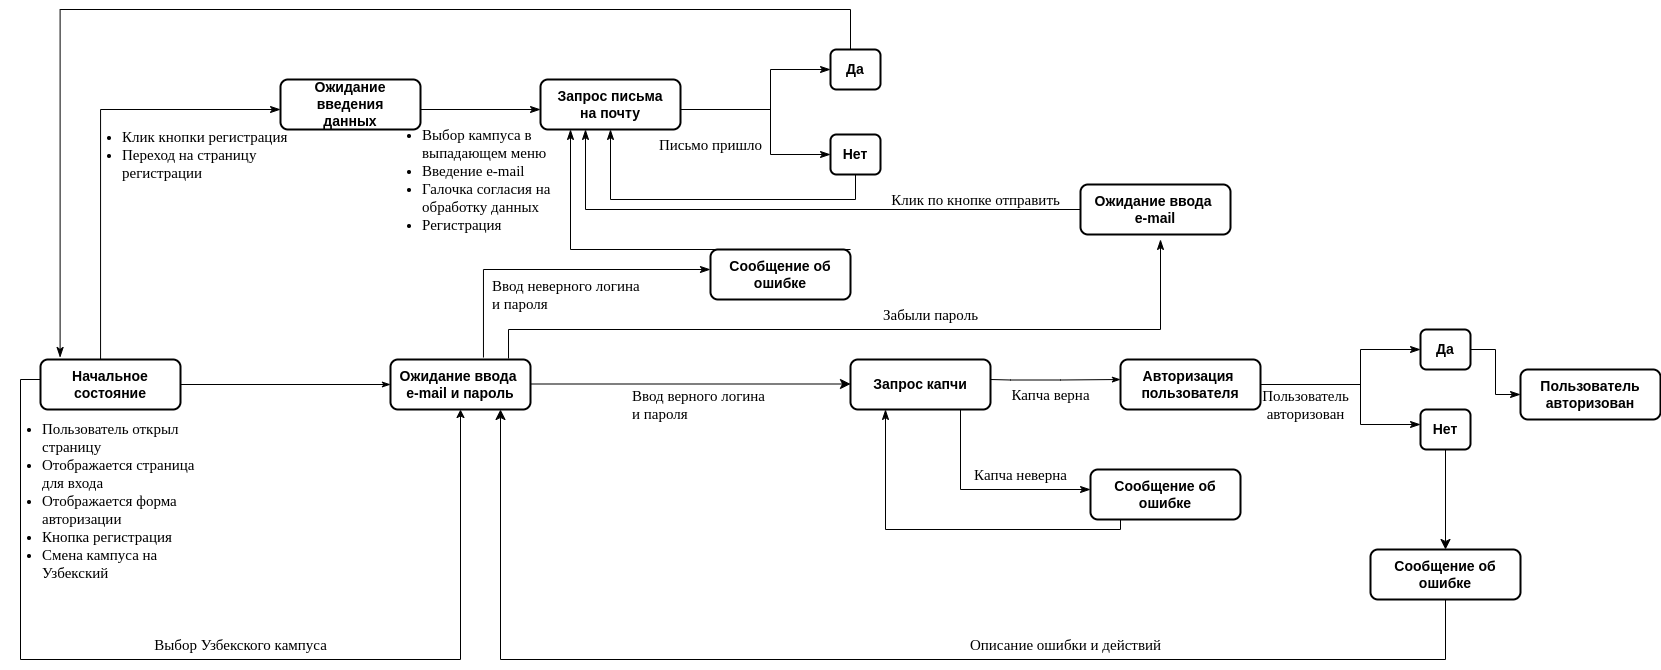 Да
Ожидание
введения
данных
Запрос письма
на почту
Клик кнопки регистрация
Переход на страницу
регистрации
Выбор кампуса в
выпадающем меню
Введение e-mail
Галочка согласия на
обработку данных
Регистрация
Письмо пришло
Нет
Клик по кнопке отправить
Ожидание ввода
e-mail
Сообщение об
ошибке
Ввод неверного логина
и пароля
Забыли пароль
Начальное
состояние
Ожидание ввода
e-mail и пароль
Ввод верного логина
и пароля
Запрос капчи
Капча верна
Авторизация
пользователя
Пользователь
авторизован
Да
Нет
Пользователь
авторизован
Пользователь открыл
страницу
Отображается страница
для входа
Отображается форма
авторизации
Кнопка регистрация
Смена кампуса на
Узбекский
Капча неверна
Сообщение об
ошибке
Сообщение об
ошибке
Выбор Узбекского кампуса
Описание ошибки и действий